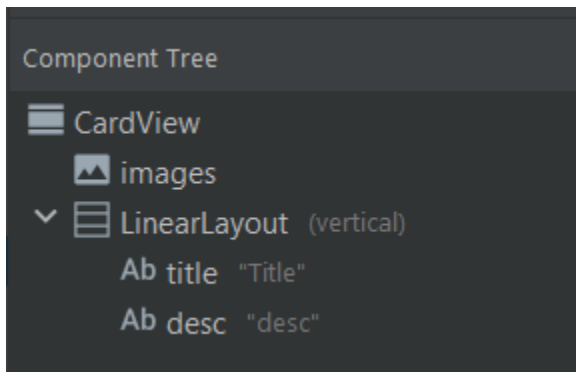 Component Tree
CardView
images
LinearLayout (vertical)
Ab title "Title"
Ab desc "desc"